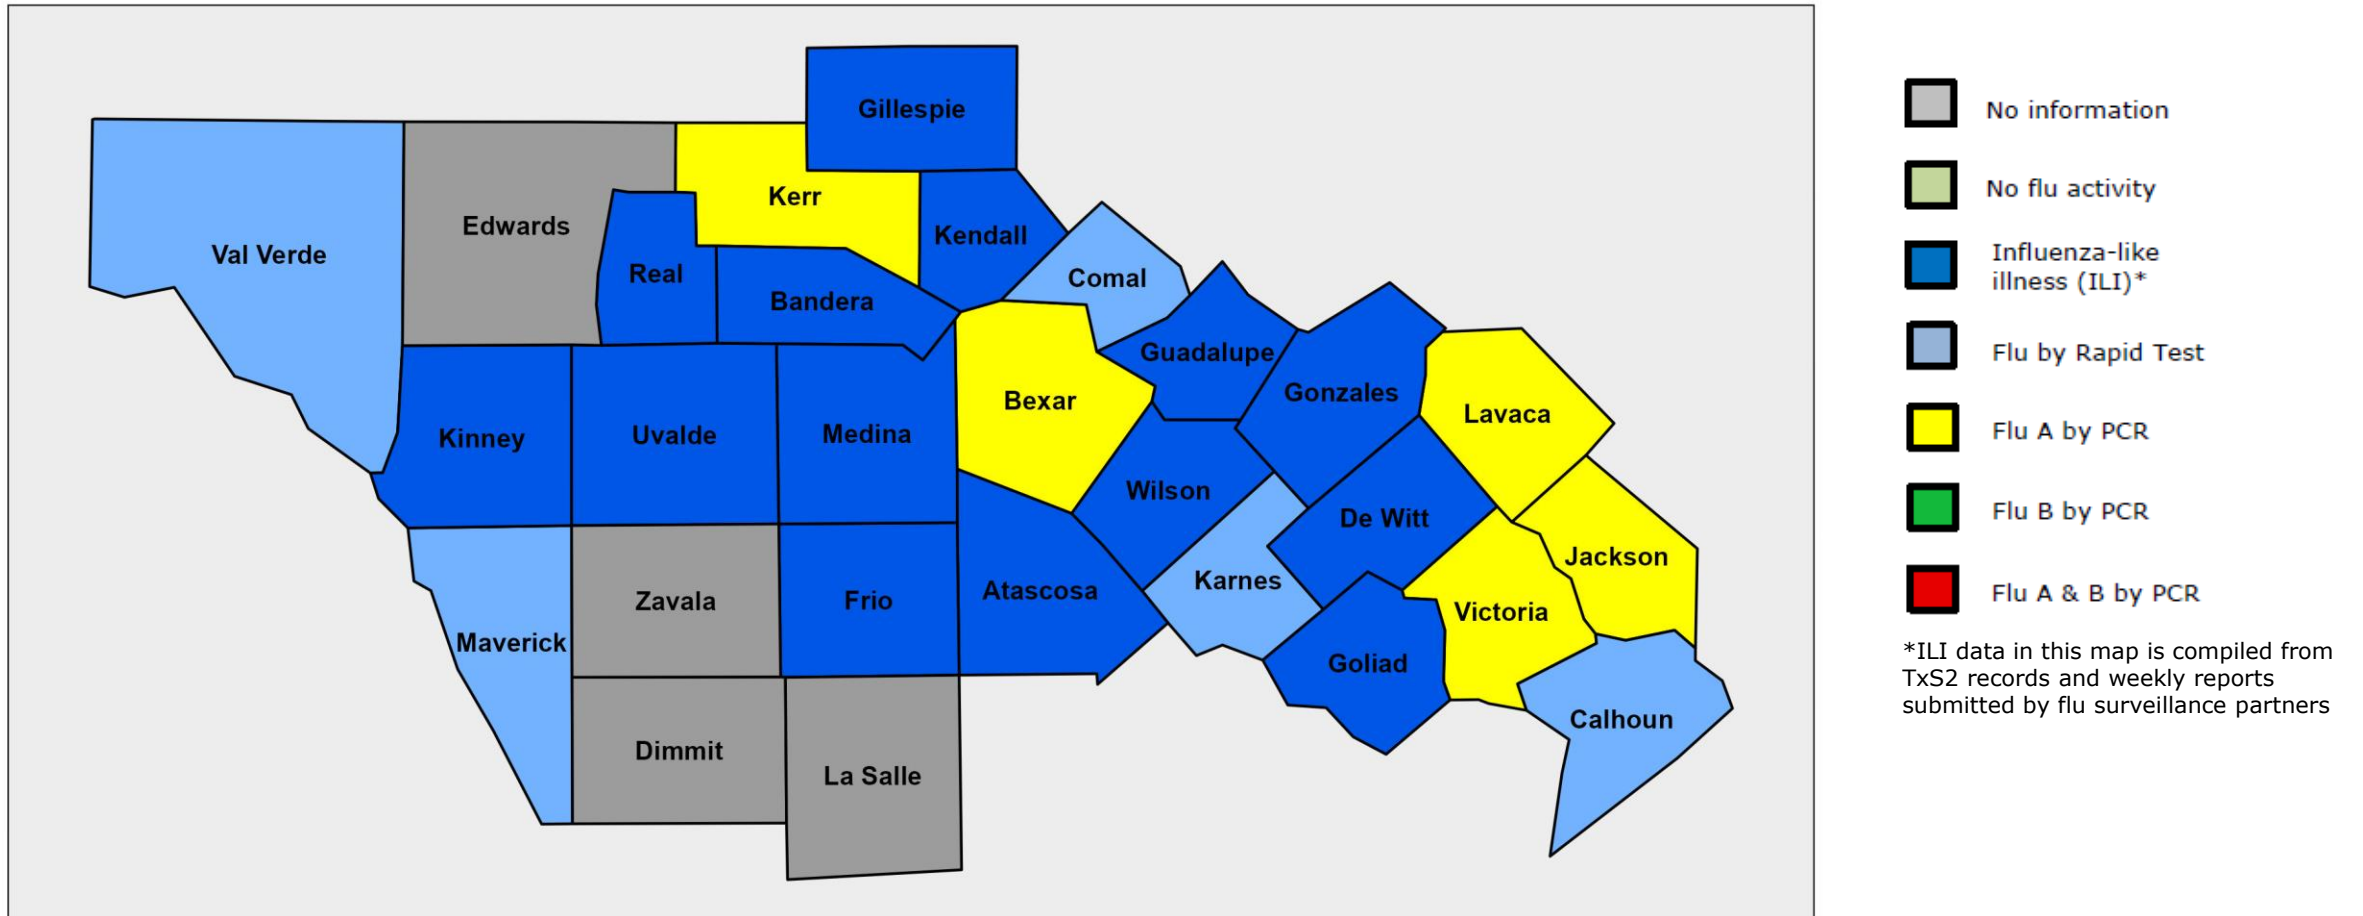 Gillespie
Kerr
Edwards
Kendall
Val Verde
Real
Comal
Bandera
Guadalupe
Gonzales
Bexar
Lavaca
Kinney
Uvalde
Medina
Wilson
De Witt
Jackson
Karnes
Atascosa
Zavala
Frio
Victoria
Maverick
Goliad
Calhoun
Dimmit
La Salle
No information
No flu activity
Influenza-like
illness (ILI)*
Flu by Rapid Test
Flu A by PCR
Flu B by PCR
Flu A & B by PCR
*ILI data in this map is compiled from
TxS2 records and weekly reports
submitted by flu surveillance partners